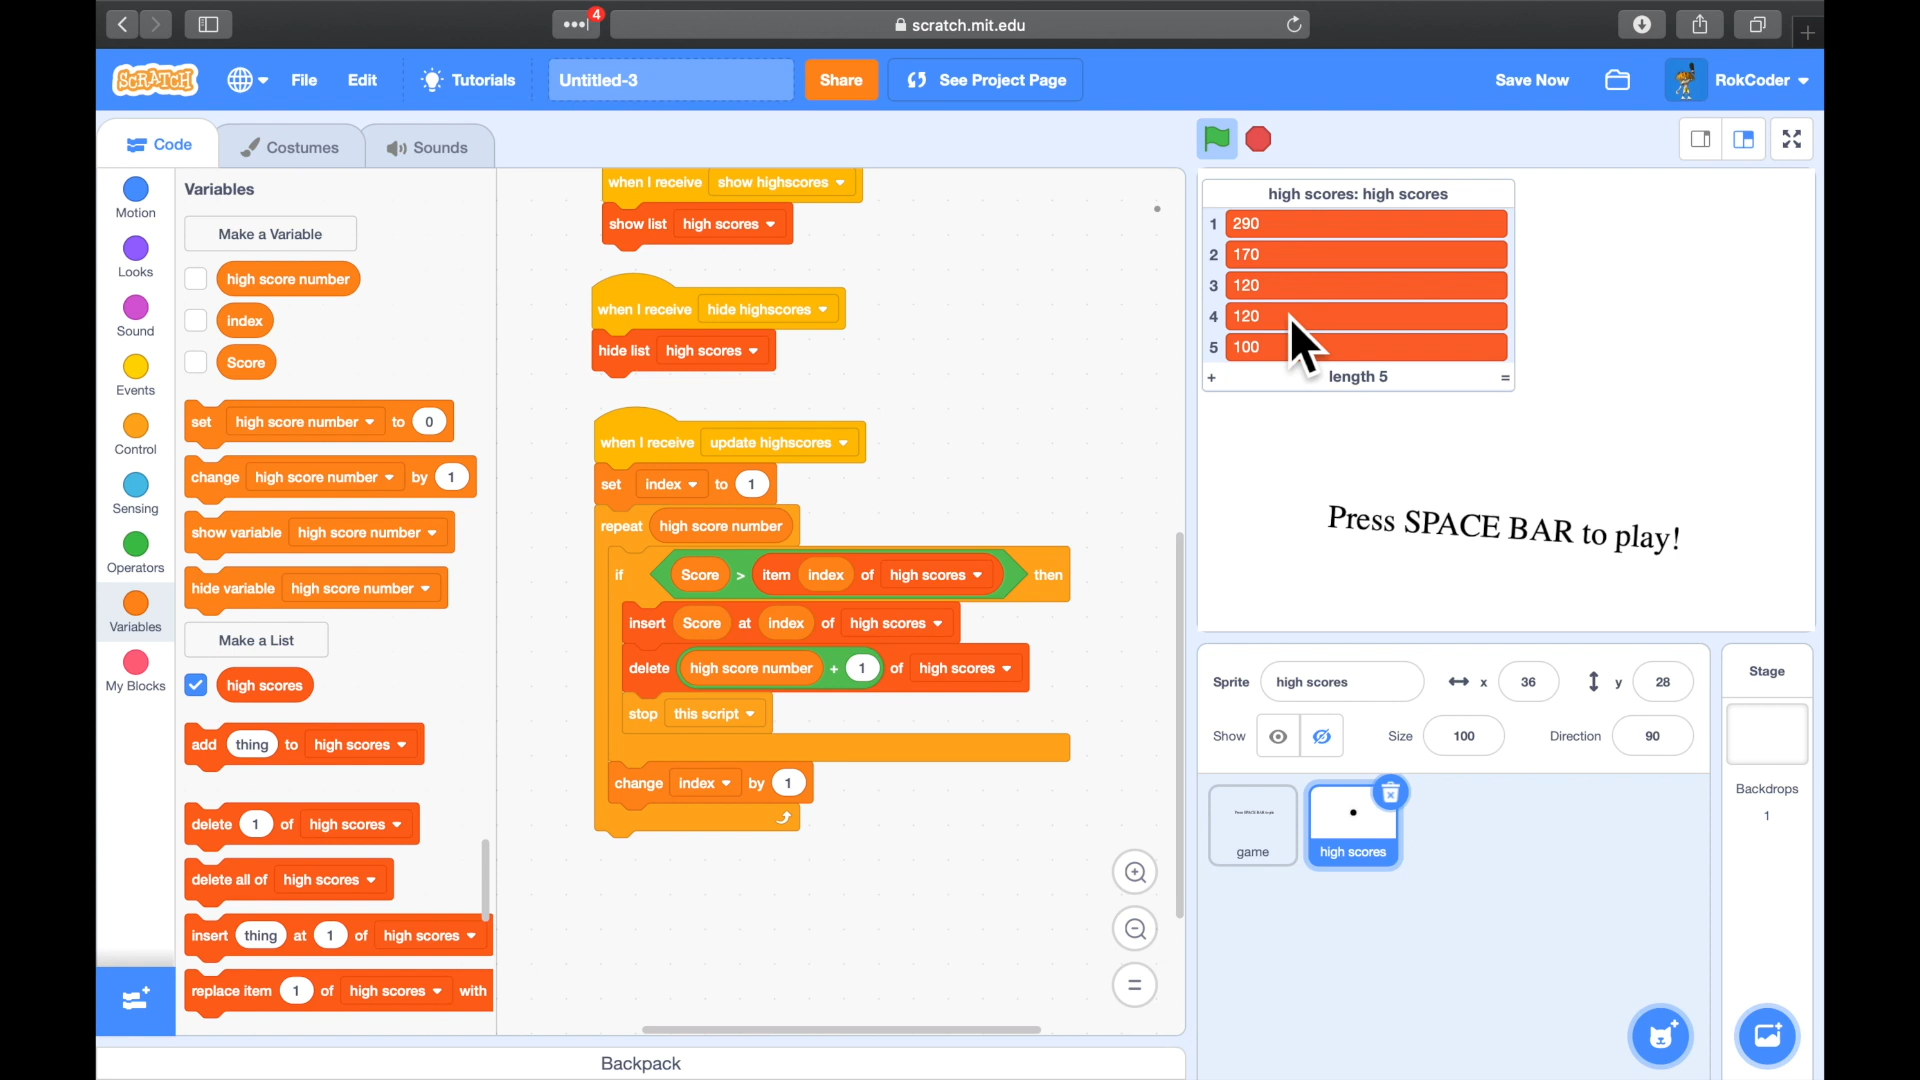 4
scratch.mit.edu
SCRATCH
File
Edit
Tutorials
Untitled-3
Share
See Project Page
Save Now
RokCoder
Code
Costumes
Sounds
Motion
Looks
Sound
Events
Control
Sensing
Operators
Variables
My Blocks
Variables
Make a Variable
high score number
index
Score
set high score number to 0
change high score number by 1
show variable high score number
hide variable high score number
Make a List
high scores
add thing to high scores
delete 1 of high scores
delete all of high scores
insert thing at 1 of high scores
replace item 1 of high scores with
when I receive show highscores
show list high scores
when I receive hide highscores
hide list high scores
when I receive update highscores
set index to 1
repeat high score number
if Score > item index of high scores then
insert Score at index of high scores
delete high score number + 1 of high scores
stop this script
change index by 1
Backpack
high scores: high scores
1 290
2 170
3 120
4 120
5 100
+ length 5 =
Press SPACE BAR to play!
Sprite high scores x 36 y 28
Show Size 100 Direction 90
Press SPACE BAR to play
game
high scores
Stage
Backdrops
1